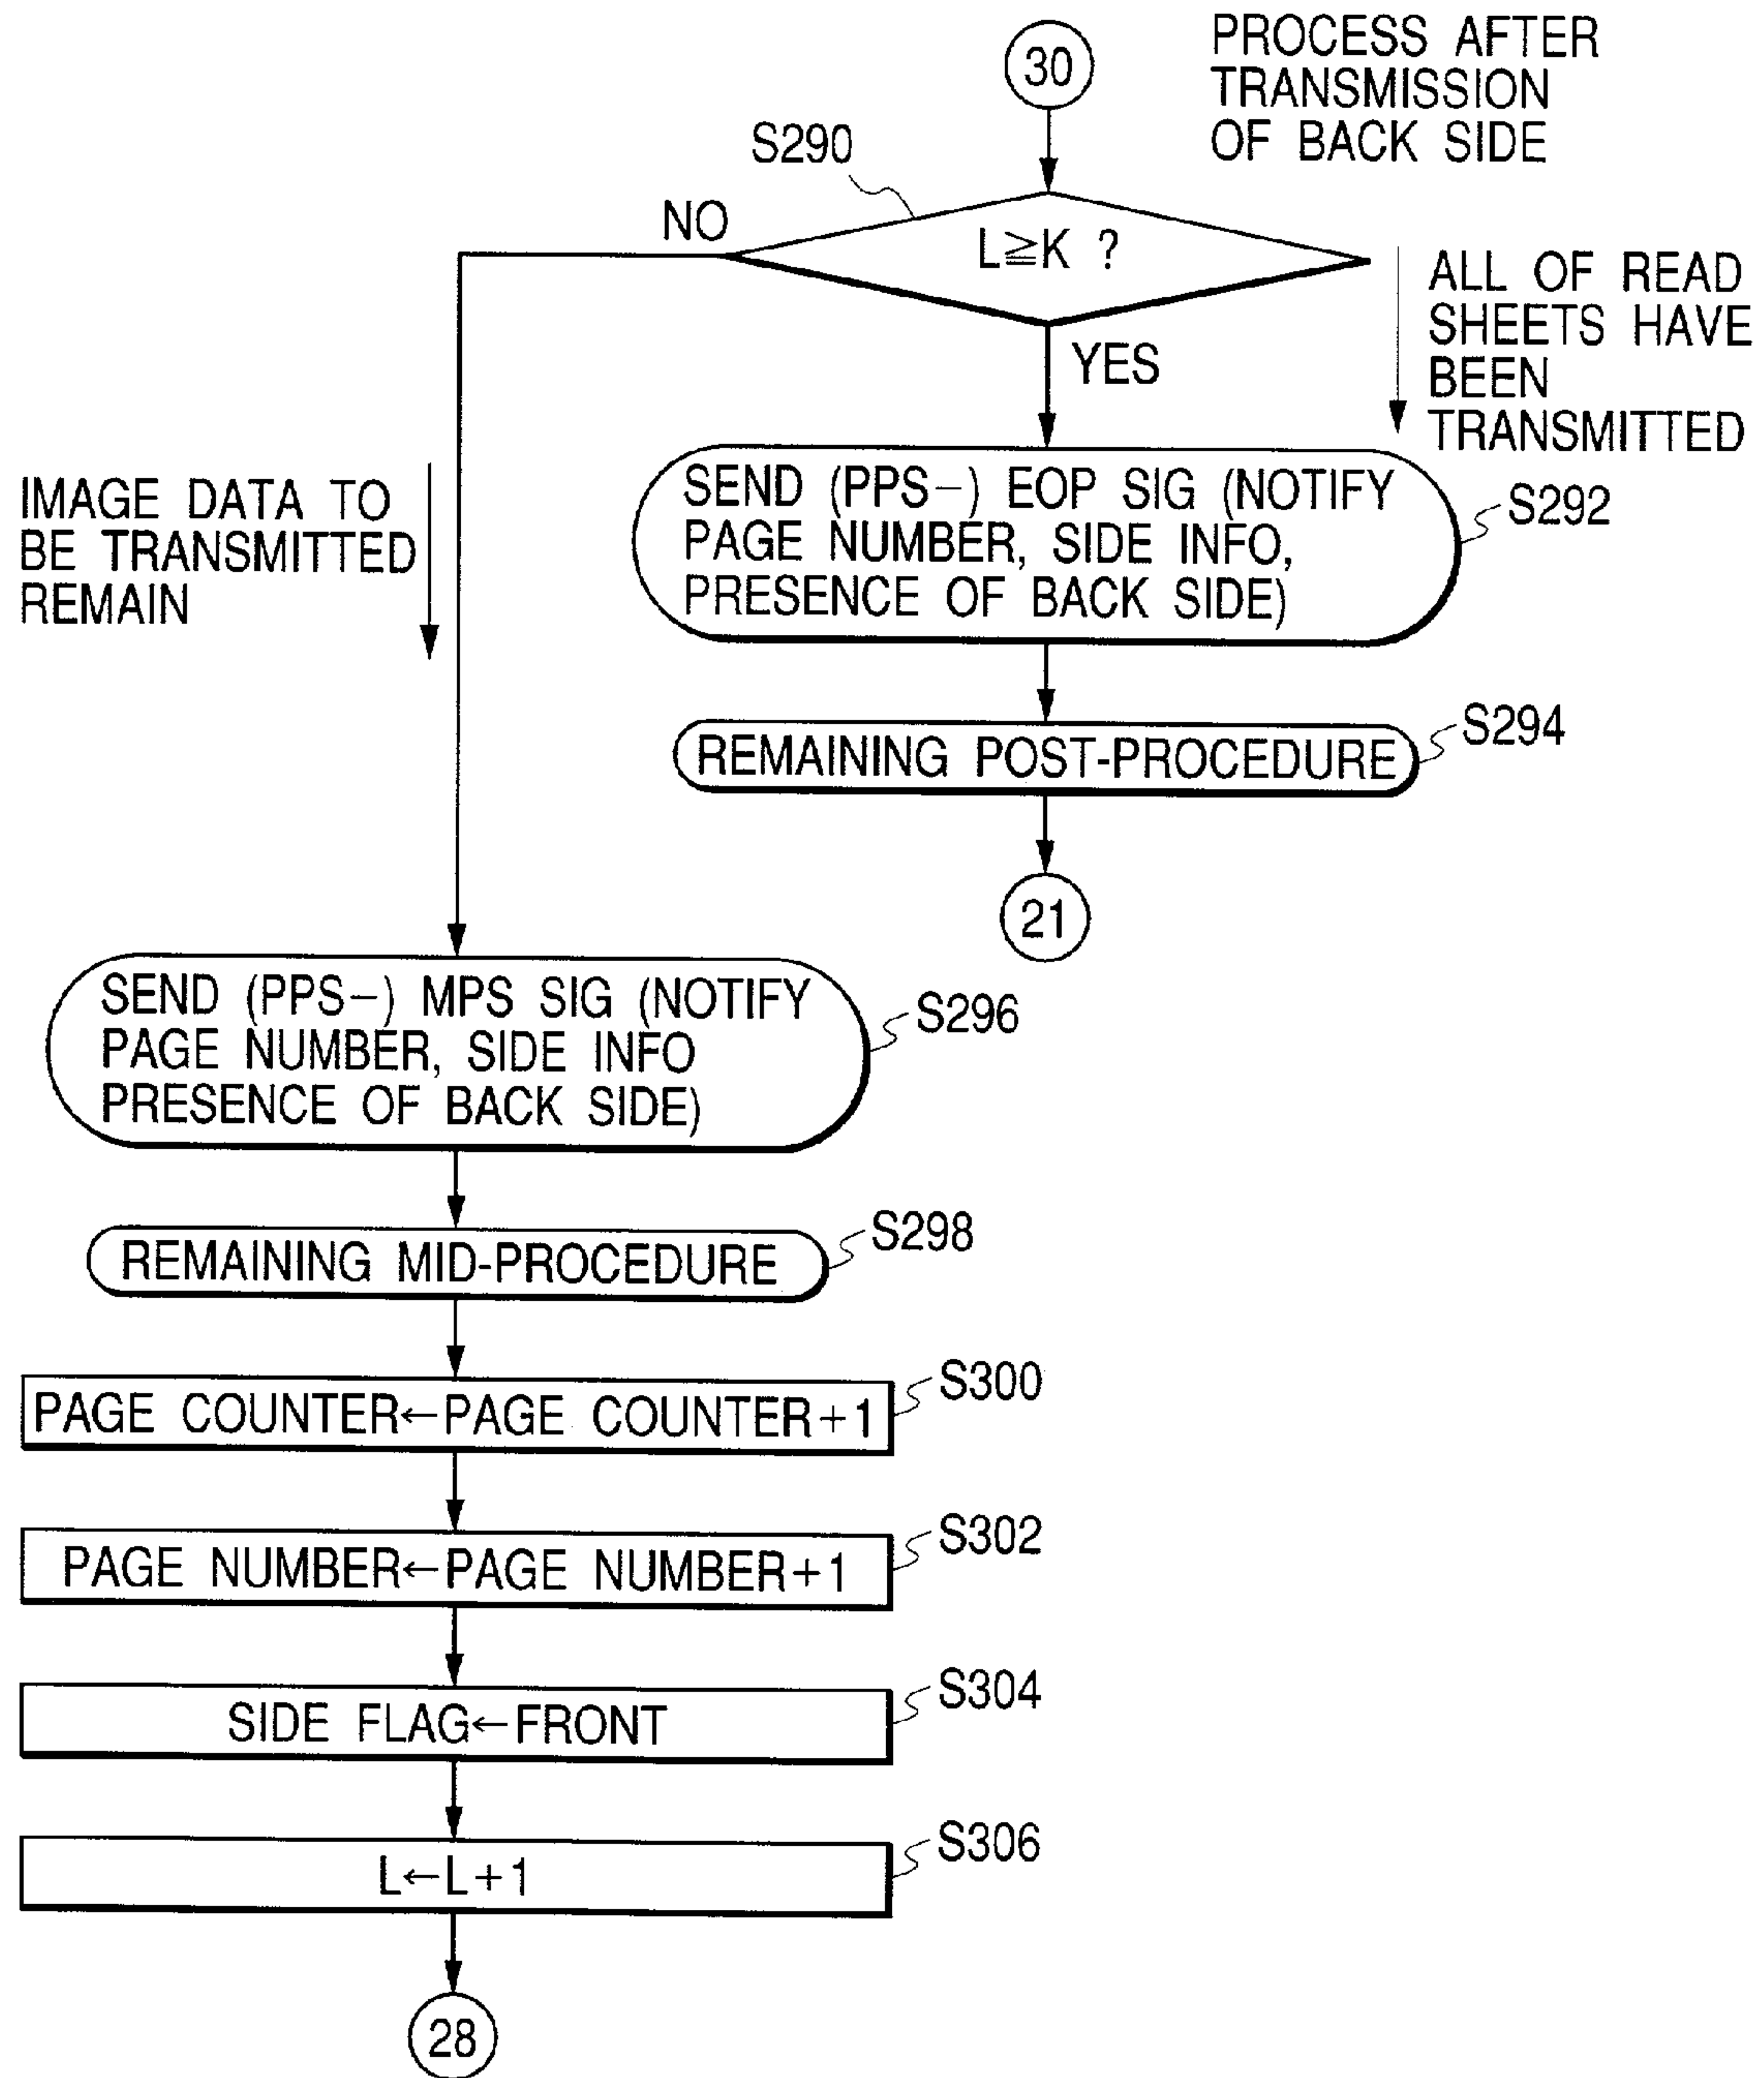 30
PROCESS AFTER
TRANSMISSION
OF BACK SIDE
S290
NO
L≧K ?
YES
ALL OF READ
SHEETS HAVE
BEEN
TRANSMITTED
IMAGE DATA TO
BE TRANSMITTED
REMAIN
SEND (PPS-) EOP SIG (NOTIFY
PAGE NUMBER, SIDE INFO,
PRESENCE OF BACK SIDE)
S292
REMAINING POST-PROCEDURE
S294
21
SEND (PPS-) MPS SIG (NOTIFY
PAGE NUMBER, SIDE INFO
PRESENCE OF BACK SIDE)
S296
REMAINING MID-PROCEDURE
S298
PAGE COUNTER←PAGE COUNTER+1
S300
PAGE NUMBER←PAGE NUMBER+1
S302
SIDE FLAG←FRONT
S304
L←L+1
S306
28